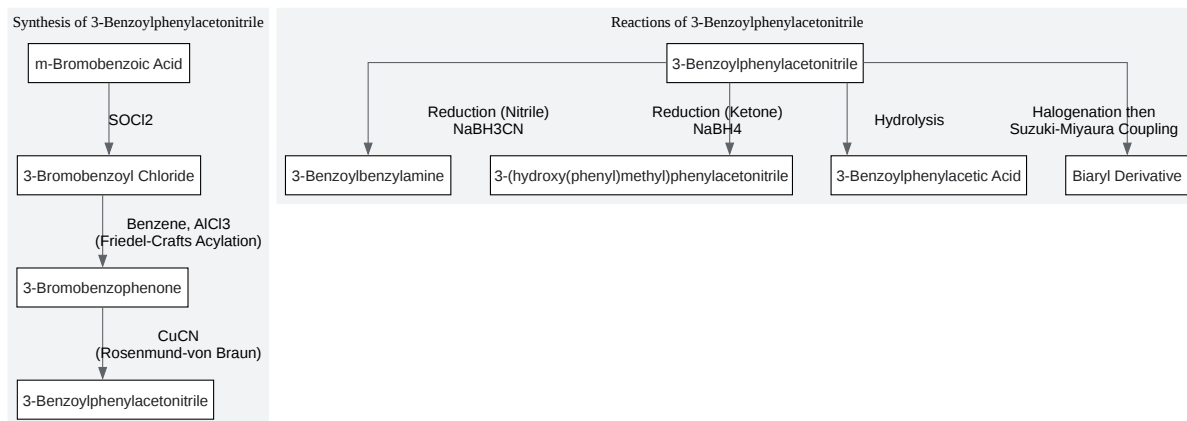 Synthesis of 3-Benzoylphenylacetonitrile
m-Bromobenzoic Acid
SOCl2
3-Bromobenzoyl Chloride
Benzene, AlCl3
(Friedel-Crafts Acylation)
3-Bromobenzophenone
CuCN
(Rosenmund-von Braun)
3-Benzoylphenylacetonitrile
Reactions of 3-Benzoylphenylacetonitrile
3-Benzoylphenylacetonitrile
Reduction (Nitrile)
NaBH3CN
Reduction (Ketone)
NaBH4
Hydrolysis
Halogenation then
Suzuki-Miyaura Coupling
3-Benzoylbenzylamine
3-(hydroxy(phenyl)methyl)phenylacetonitrile
3-Benzoylphenylacetic Acid
Biaryl Derivative